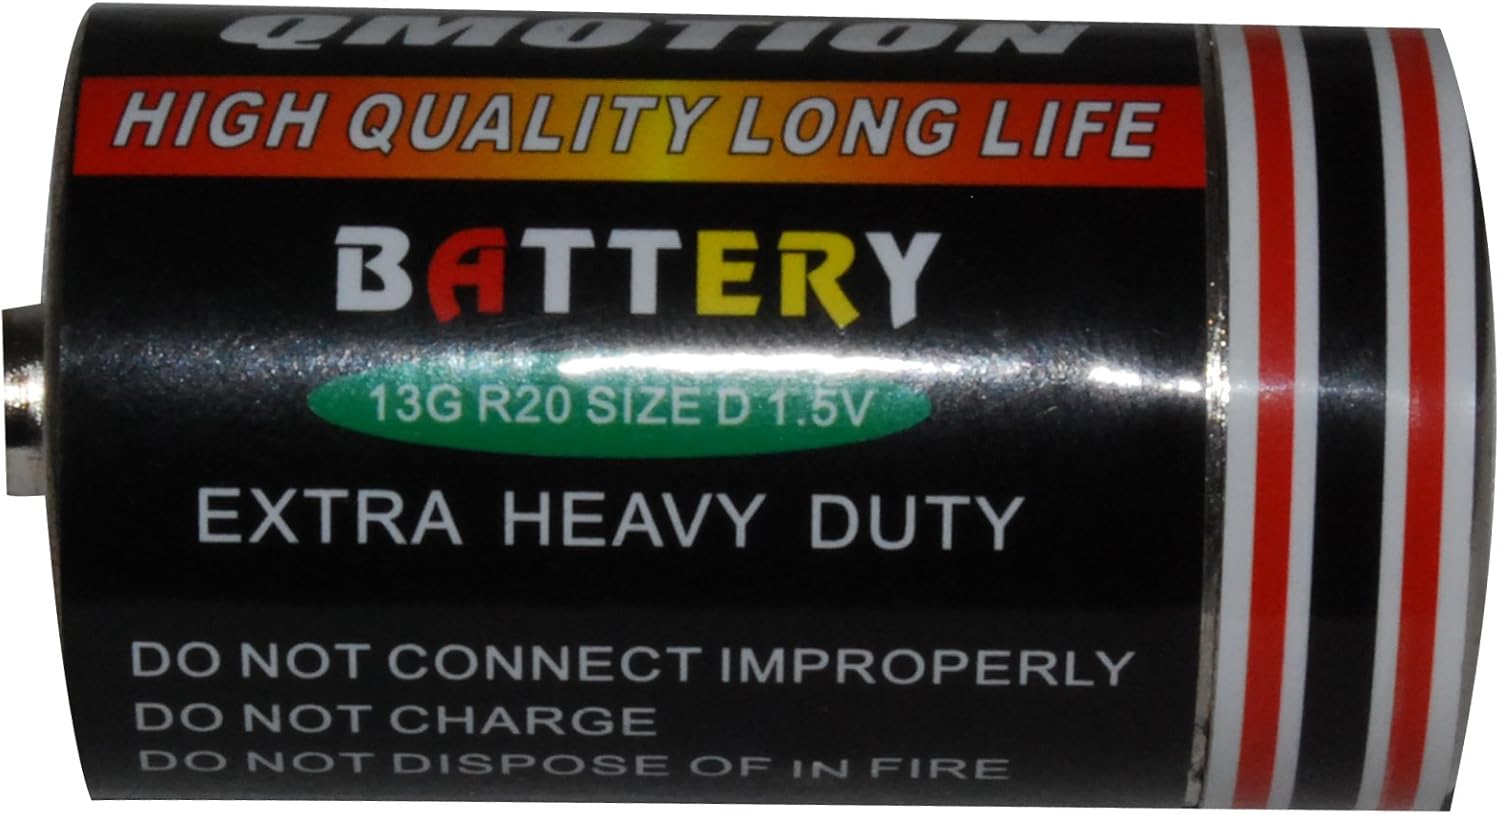 QMOTION
HIGH QUALITY LONG LIFE
BATTERY
13G R20 SIZE D 1.5V
EXTRA HEAVY DUTY
DO NOT CONNECT IMPROPERLY
DO NOT CHARGE
DO NOT DISPOSE OF IN FIRE